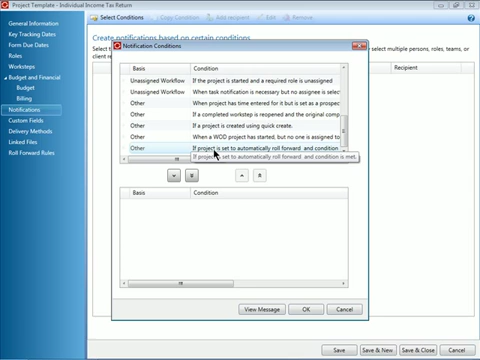 Project Template - Individual Income Tax Return
General Information
Key Tracking Dates
Form Due Dates
Roles
Worksteps
Budget and Financial
Budget
Billing
Notifications
Custom Fields
Delivery Methods
Linked Files
Roll Forward Rules
Select Conditions
Copy Condition
Add recipient
Edit
Remove
Create notifications based on certain conditions.
Select t
select multiple persons, roles, teams, or
client i
Recipient
Notification Conditions
Basis Condition
Unassigned Workflow If the project is started and a required role is unassigned
Unassigned Workflow When task notification is necessary but no assignee is selec
Other When project has time entered for it but is set as a prospec
Other If a completed workstep is reopened and the original comp
Other If a project is created using quick create.
Other When a WOD project has started, but no one is assigned to
Other If project is set to automatically roll forward and condition
If project is set to automatically roll forward and condition is met.
Basis Condition
View Message OK Cancel
Save Save & New Save & Close Cancel